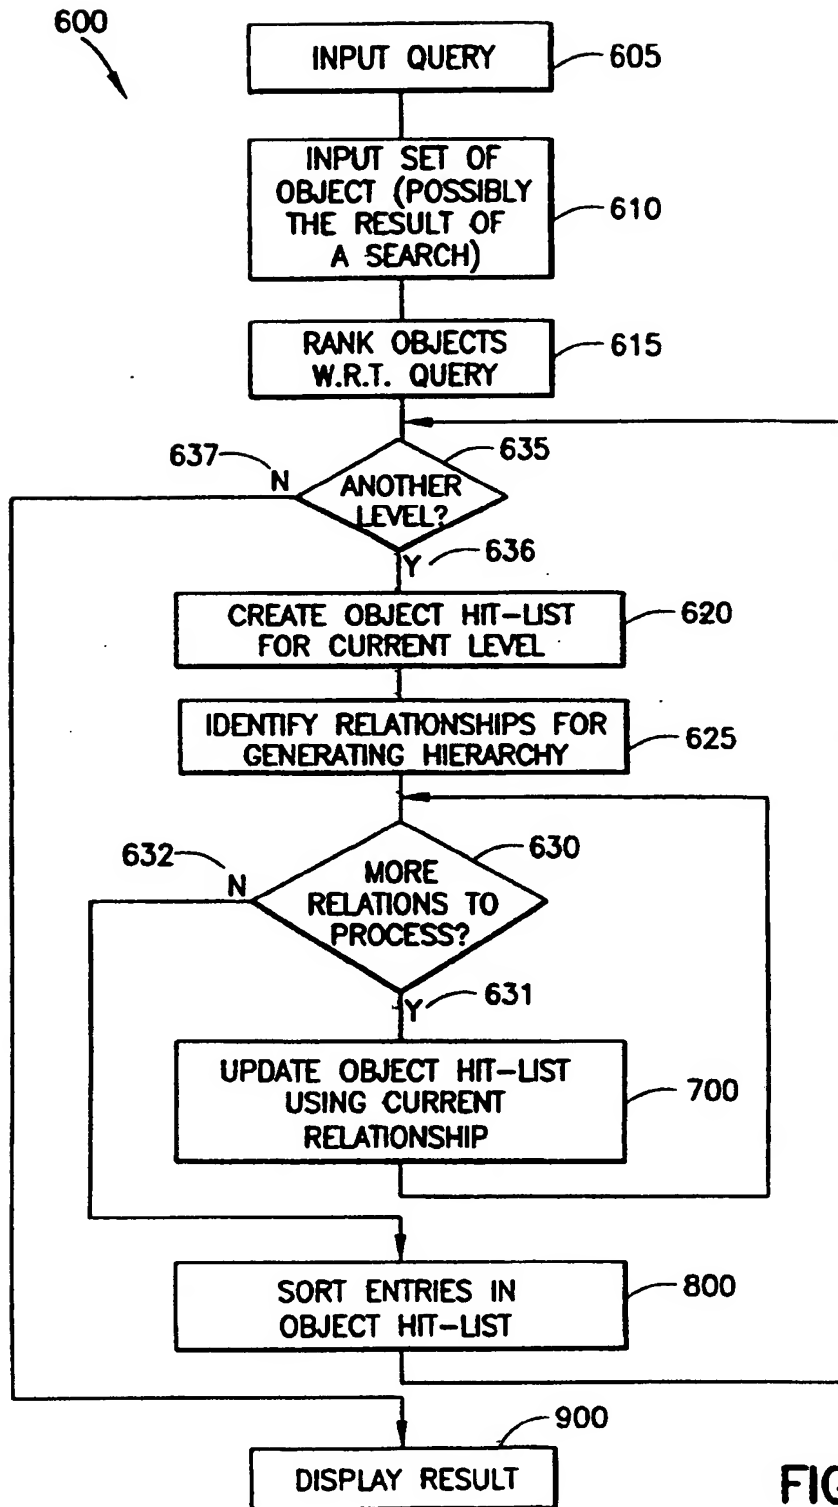 600
INPUT QUERY
605
INPUT SET OF
OBJECT (POSSIBLY
THE RESULT OF
A SEARCH)
610
RANK OBJECTS
W.R.T. QUERY
615
637
N
635
ANOTHER
LEVEL?
Y
636
CREATE OBJECT HIT-LIST
FOR CURRENT LEVEL
620
IDENTIFY RELATIONSHIPS FOR
GENERATING HIERARCHY
625
632
N
630
MORE
RELATIONS TO
PROCESS?
Y
631
UPDATE OBJECT HIT-LIST
USING CURRENT
RELATIONSHIP
700
SORT ENTRIES IN
OBJECT HIT-LIST
800
900
DISPLAY RESULT
FIG